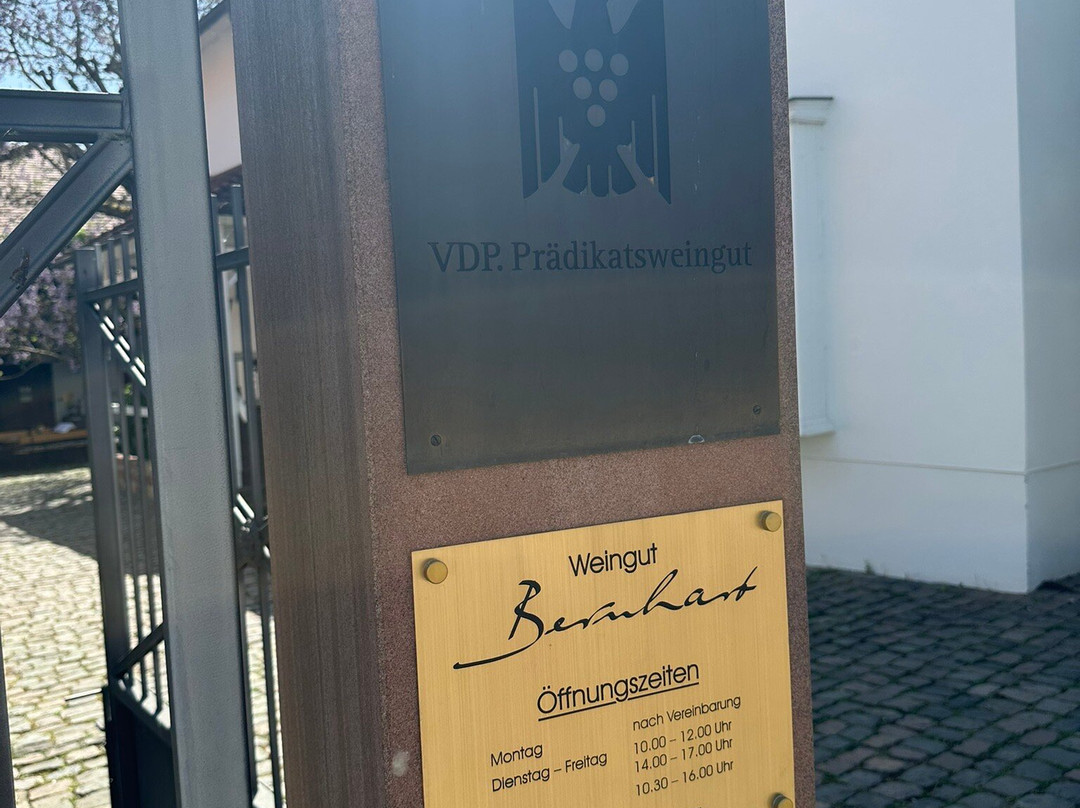 VDP. Prädikatsweingut
Weingut
Bernhart
Öffnungszeiten
Montag nach Vereinbarung
Dienstag – Freitag 10.00 – 12.00 Uhr
14.00 – 17.00 Uhr
10.30 – 16.00 Uhr